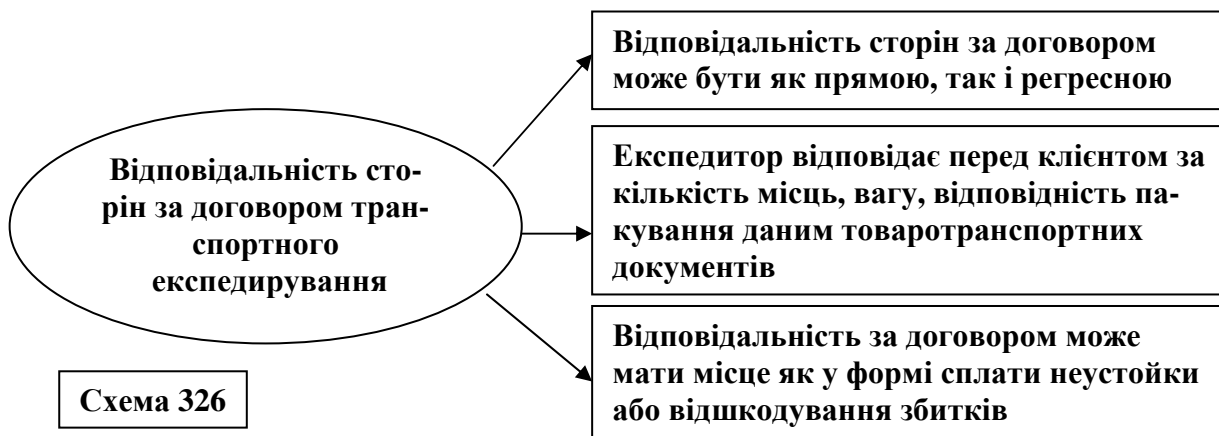 Відповідальність сто-
рін за договором тран-
спортного
експедирування
Відповідальність сторін за договором
може бути як прямою, так і регресною
Експедитор відповідає перед клієнтом за
кількість місць, вагу, відповідність па-
кування даним товаротранспортних
документів
Відповідальність за договором може
мати місце як у формі сплати неустойки
або відшкодування збитків
Схема 326